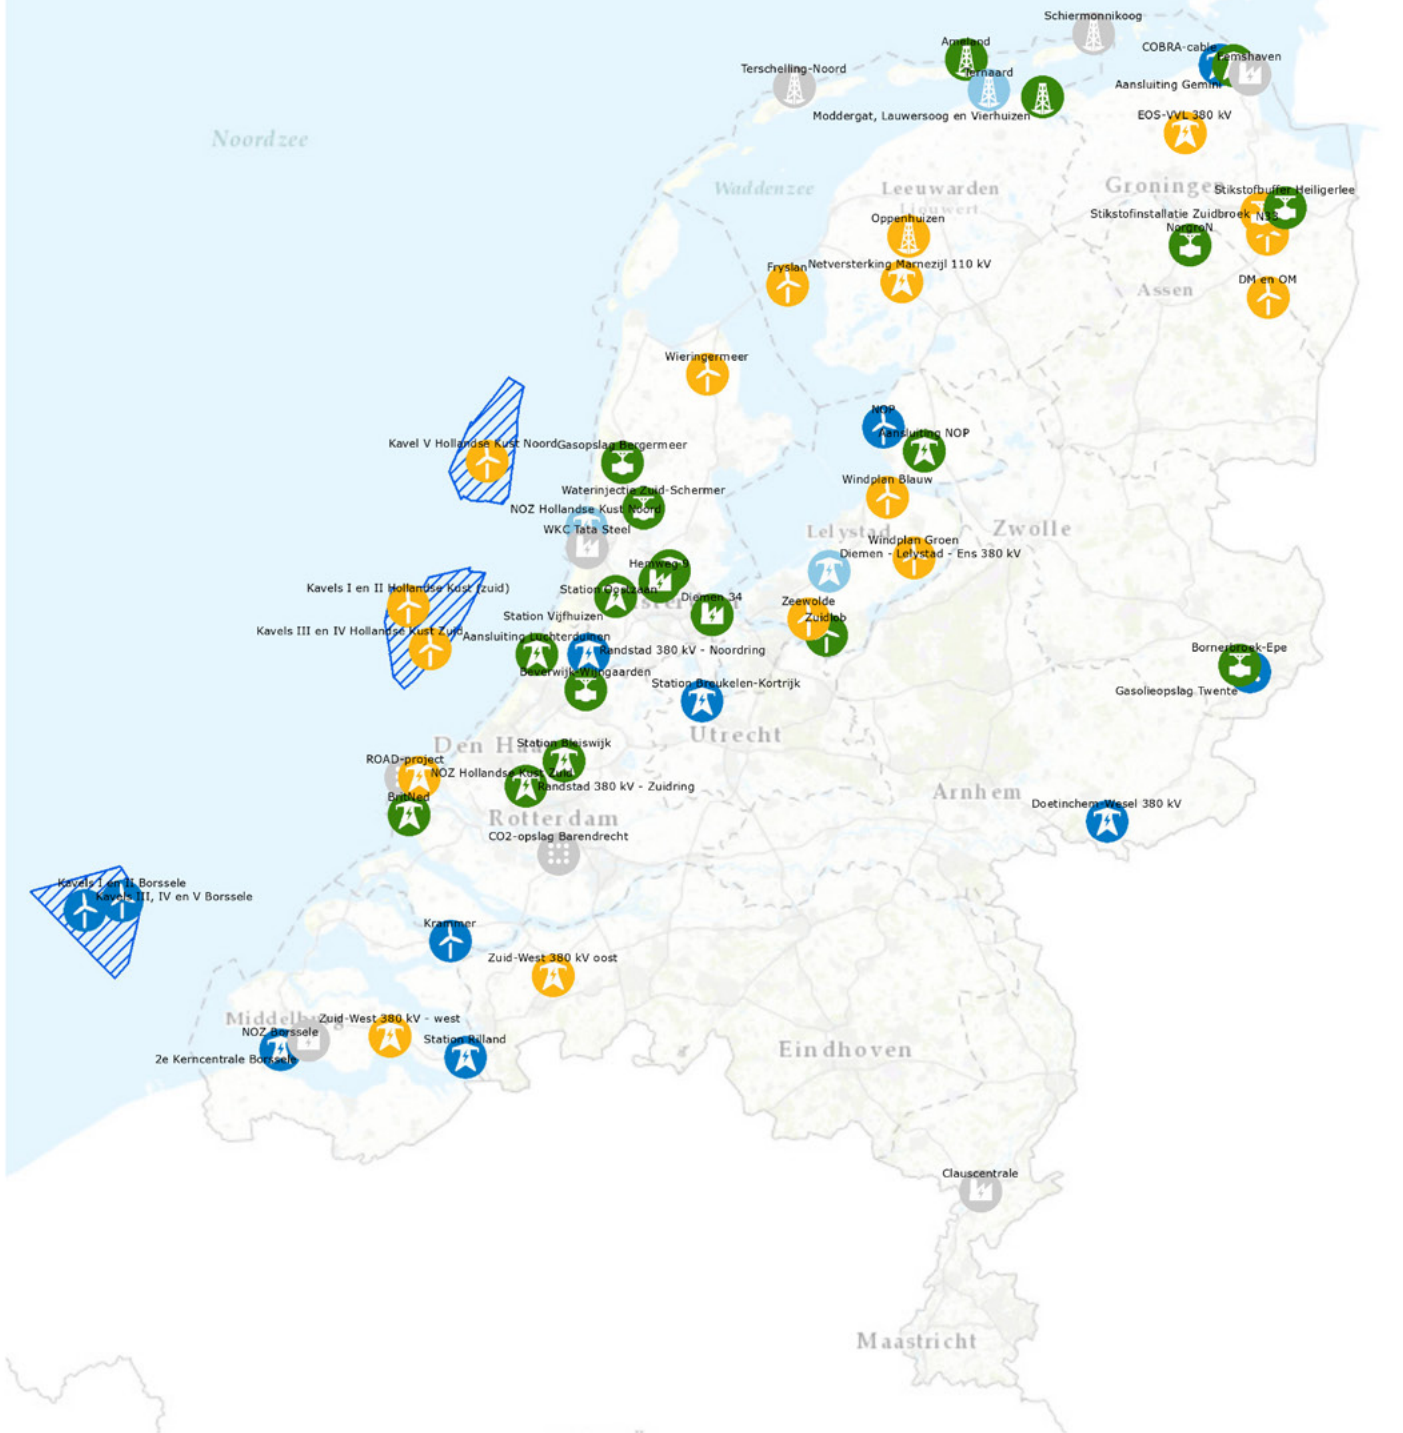 Schiermonnikoog
Ameland
COBRA-cable
Eemshaven
Terschelling-Noord
Ternaard
Aansluiting Gemini
Moddergat, Lauwersoog en Vierhuizen
EOS-VVL 380 kV
Noordzee
Waddenzee
Leeuwarden
Ljouwert
Groningen
Stikstofbuffer Heiligerlee
Oppenhuizen
Stikstofinstallatie Zuidbroek
N33
NorgroN
Fryslan
Netversterking Marnezijl 110 kV
DM en OM
Assen
Wieringermeer
NOP
Aansluiting NOP
Kavel V Hollandse Kust Noord
Gasopslag Bergermeer
Windplan Blauw
Waterinjectie Zuid-Schermer
NOZ Hollandse Kust Noord
WKC Tata Steel
Lelystad
Zwolle
Windplan Groen
Diemen - Lelystad - Ens 380 kV
Hemweg 9
Kavels I en II Hollandse Kust (zuid)
Station Oostzaan
Diemen 34
Zeewolde
Zuidlob
Station Vijfhuizen
Kavels III en IV Hollandse Kust Zuid
Aansluiting Luchterduinen
Randstad 380 kV - Noordring
Bornerbroek-Epe
Beverwijk-Wijngaarden
Station Breukelen-Kortrijk
Gasolieopslag Twente
Utrecht
Den Haa
Station Bleiswijk
ROAD-project
NOZ Hollandse Kust Zuid
Randstad 380 kV - Zuidring
BritNed
Arnhem
Doetinchem-Wesel 380 kV
Rotterdam
CO2-opslag Barendrecht
Kavels I en II Borssele
Kavels III, IV en V Borssele
Krammer
Zuid-West 380 kV oost
Middelburg
Zuid-West 380 kV - west
NOZ Borssele
Station Rilland
2e Kerncentrale Borssele
Eindhoven
Clauscentrale
Maastricht